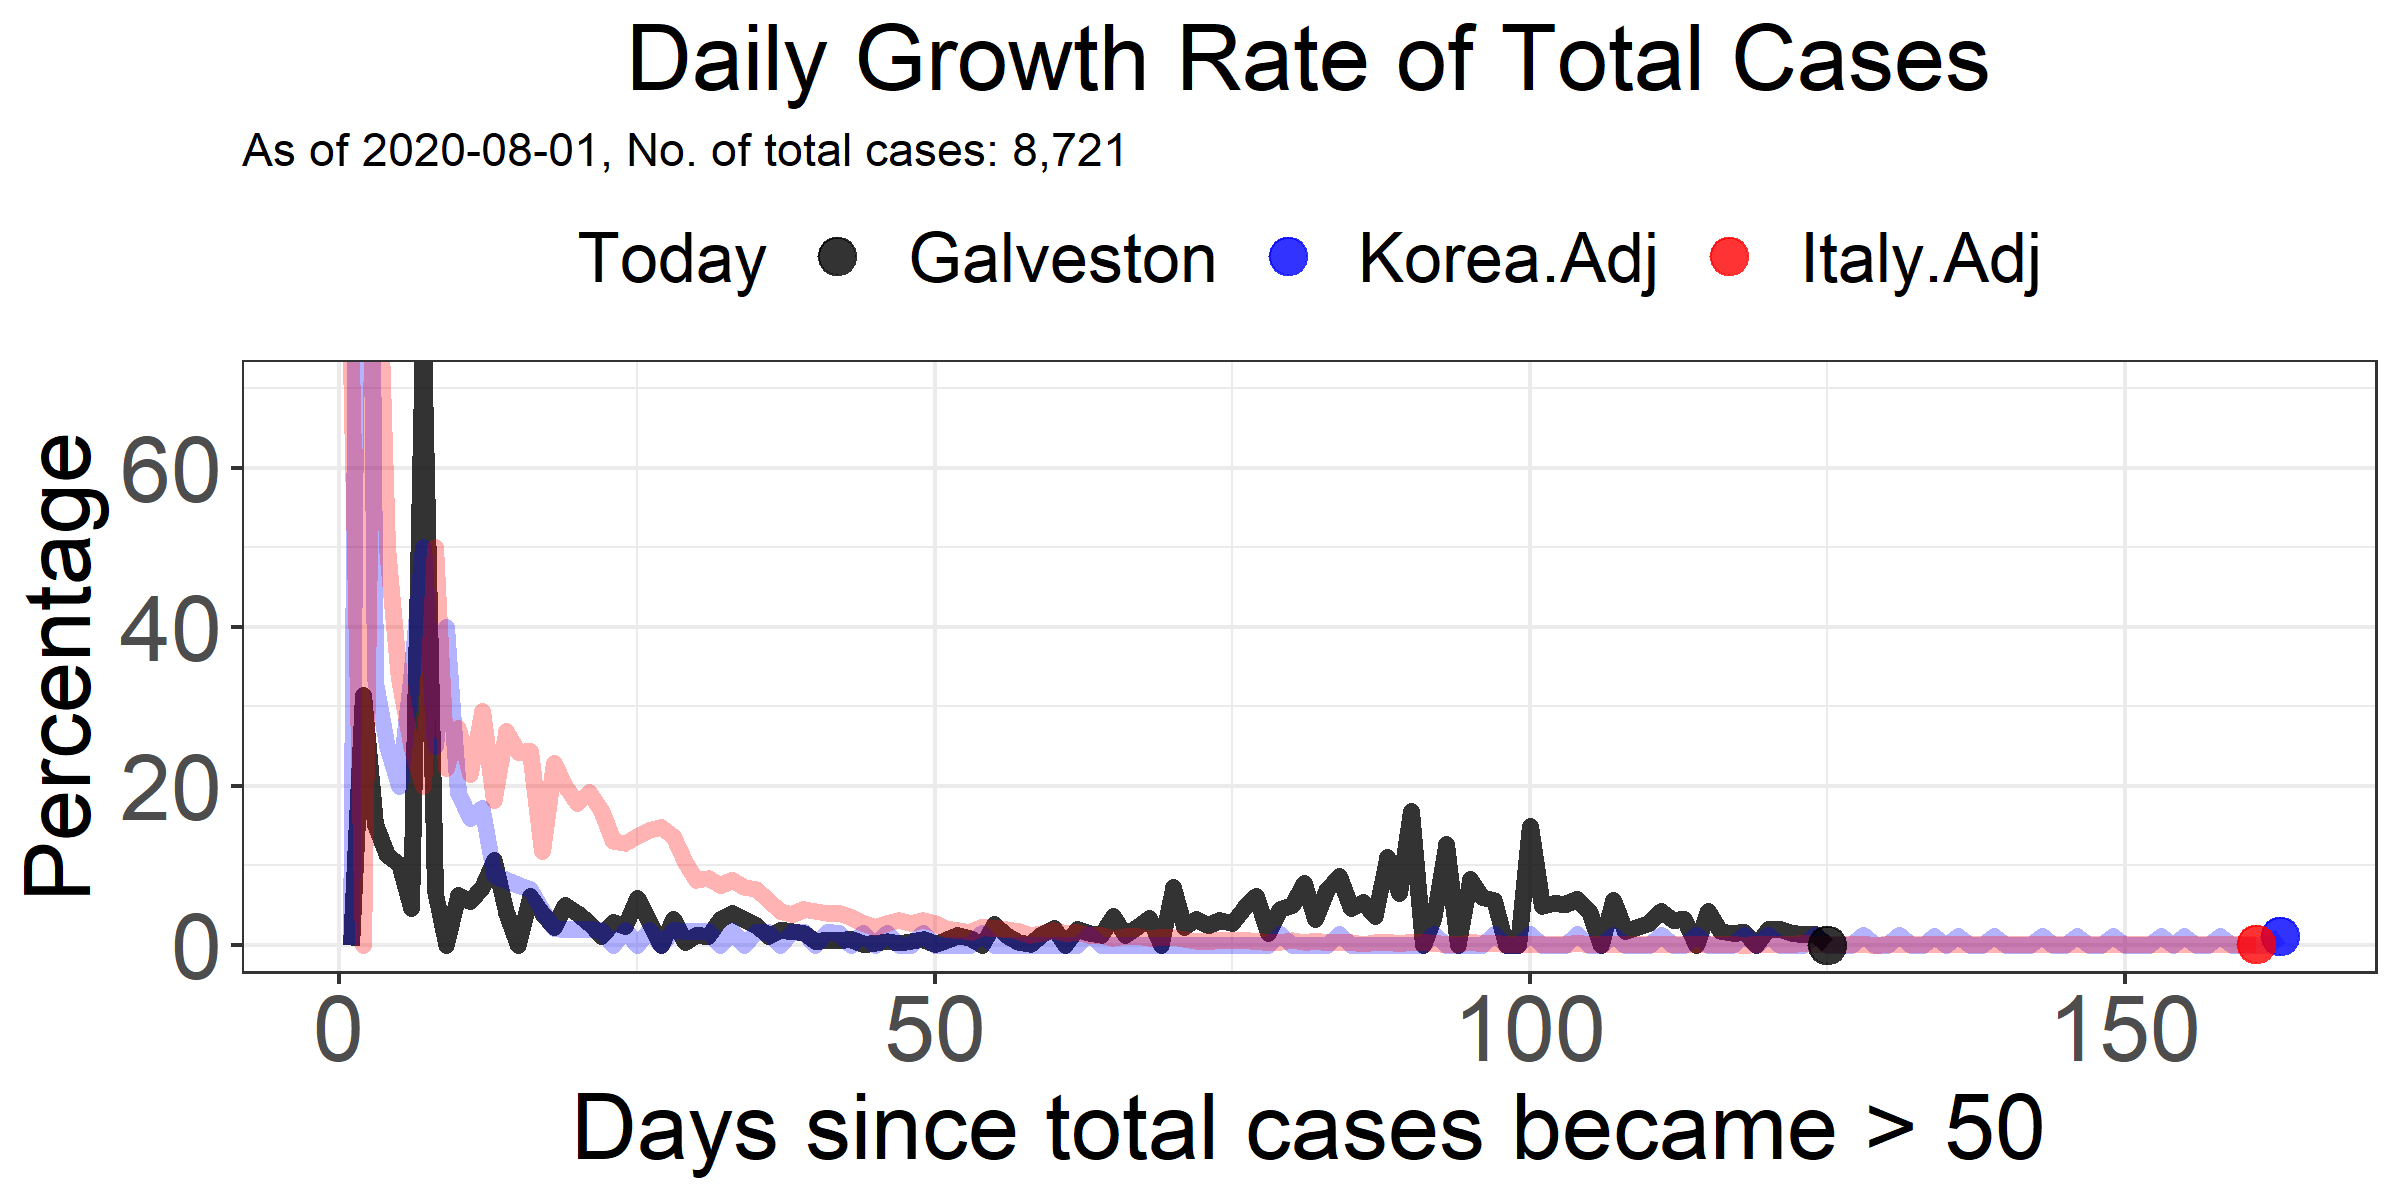 Daily Growth Rate of Total Cases
As of 2020-08-01, No. of total cases: 8,721
Today Galveston Korea.Adj Italy.Adj
Percentage
60
40
20
0
0 50 100 150
Days since total cases became > 50